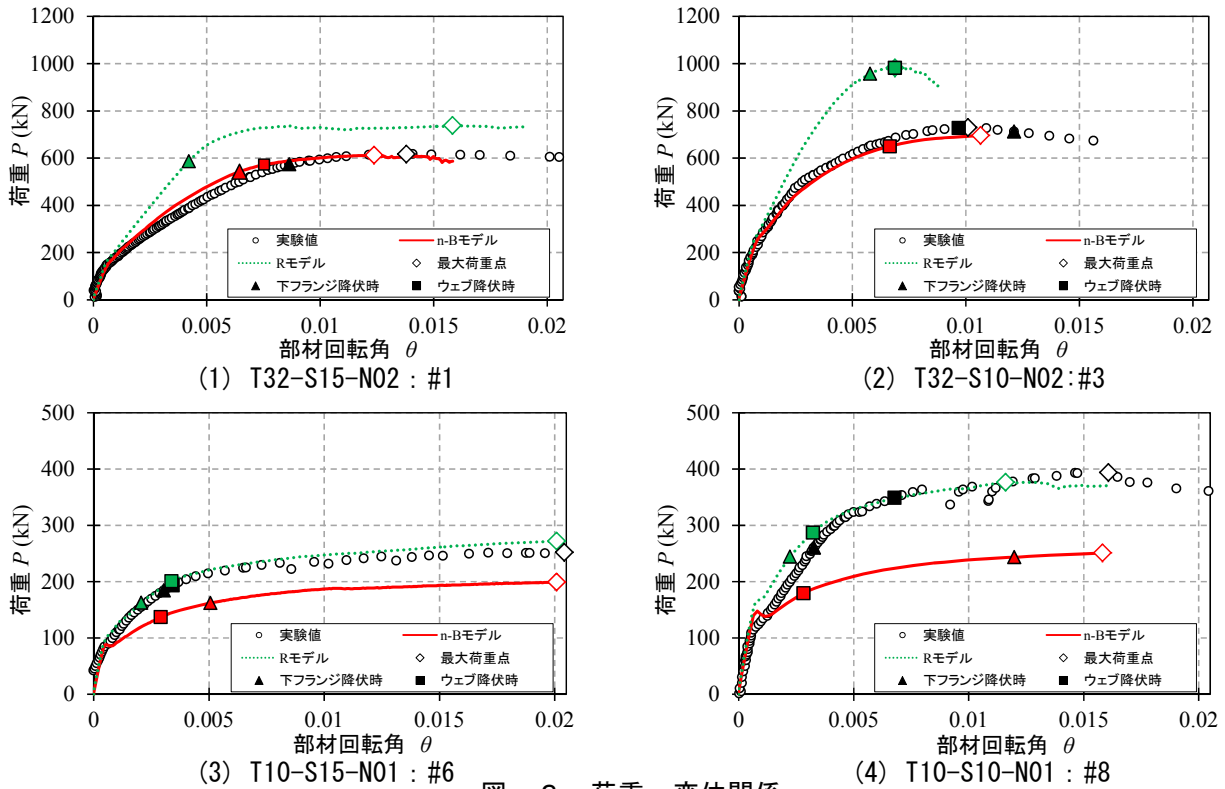 1200
1000
800
600
400
200
0
荷重 P (kN)
0 0.005 0.01 0.015 0.02
部材回転角 θ
実験値 n-Bモデル
Rモデル 最大荷重点
下フランジ降伏時 ウェブ降伏時
(1) T32-S15-N02：#1
1200
1000
800
600
400
200
0
荷重 P (kN)
0 0.005 0.01 0.015 0.02
部材回転角 θ
実験値 n-Bモデル
Rモデル 最大荷重点
下フランジ降伏時 ウェブ降伏時
(2) T32-S10-N02:#3
500
400
300
200
100
0
荷重 P (kN)
0 0.005 0.01 0.015 0.02
部材回転角 θ
実験値 n-Bモデル
Rモデル 最大荷重点
下フランジ降伏時 ウェブ降伏時
(3) T10-S15-N01：#6
500
400
300
200
100
0
荷重 P (kN)
0 0.005 0.01 0.015 0.02
部材回転角 θ
実験値 n-Bモデル
Rモデル 最大荷重点
下フランジ降伏時 ウェブ降伏時
(4) T10-S10-N01：#8